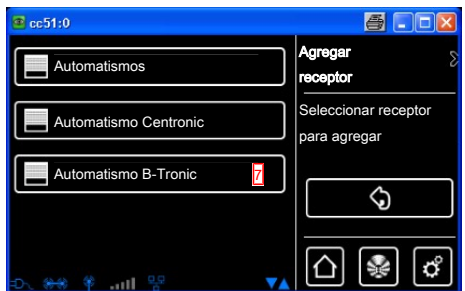 cc51:0
Automatismos
Automatismo Centronic
Automatismo B-Tronic
7
Agregar
receptor
Seleccionar receptor
para agregar